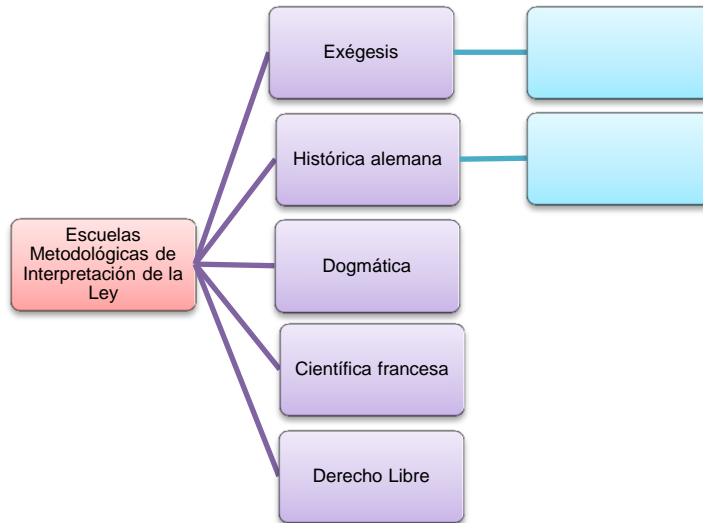 Exégesis
Histórica alemana
Escuelas
Metodológicas de
Interpretación de la
Ley
Dogmática
Científica francesa
Derecho Libre